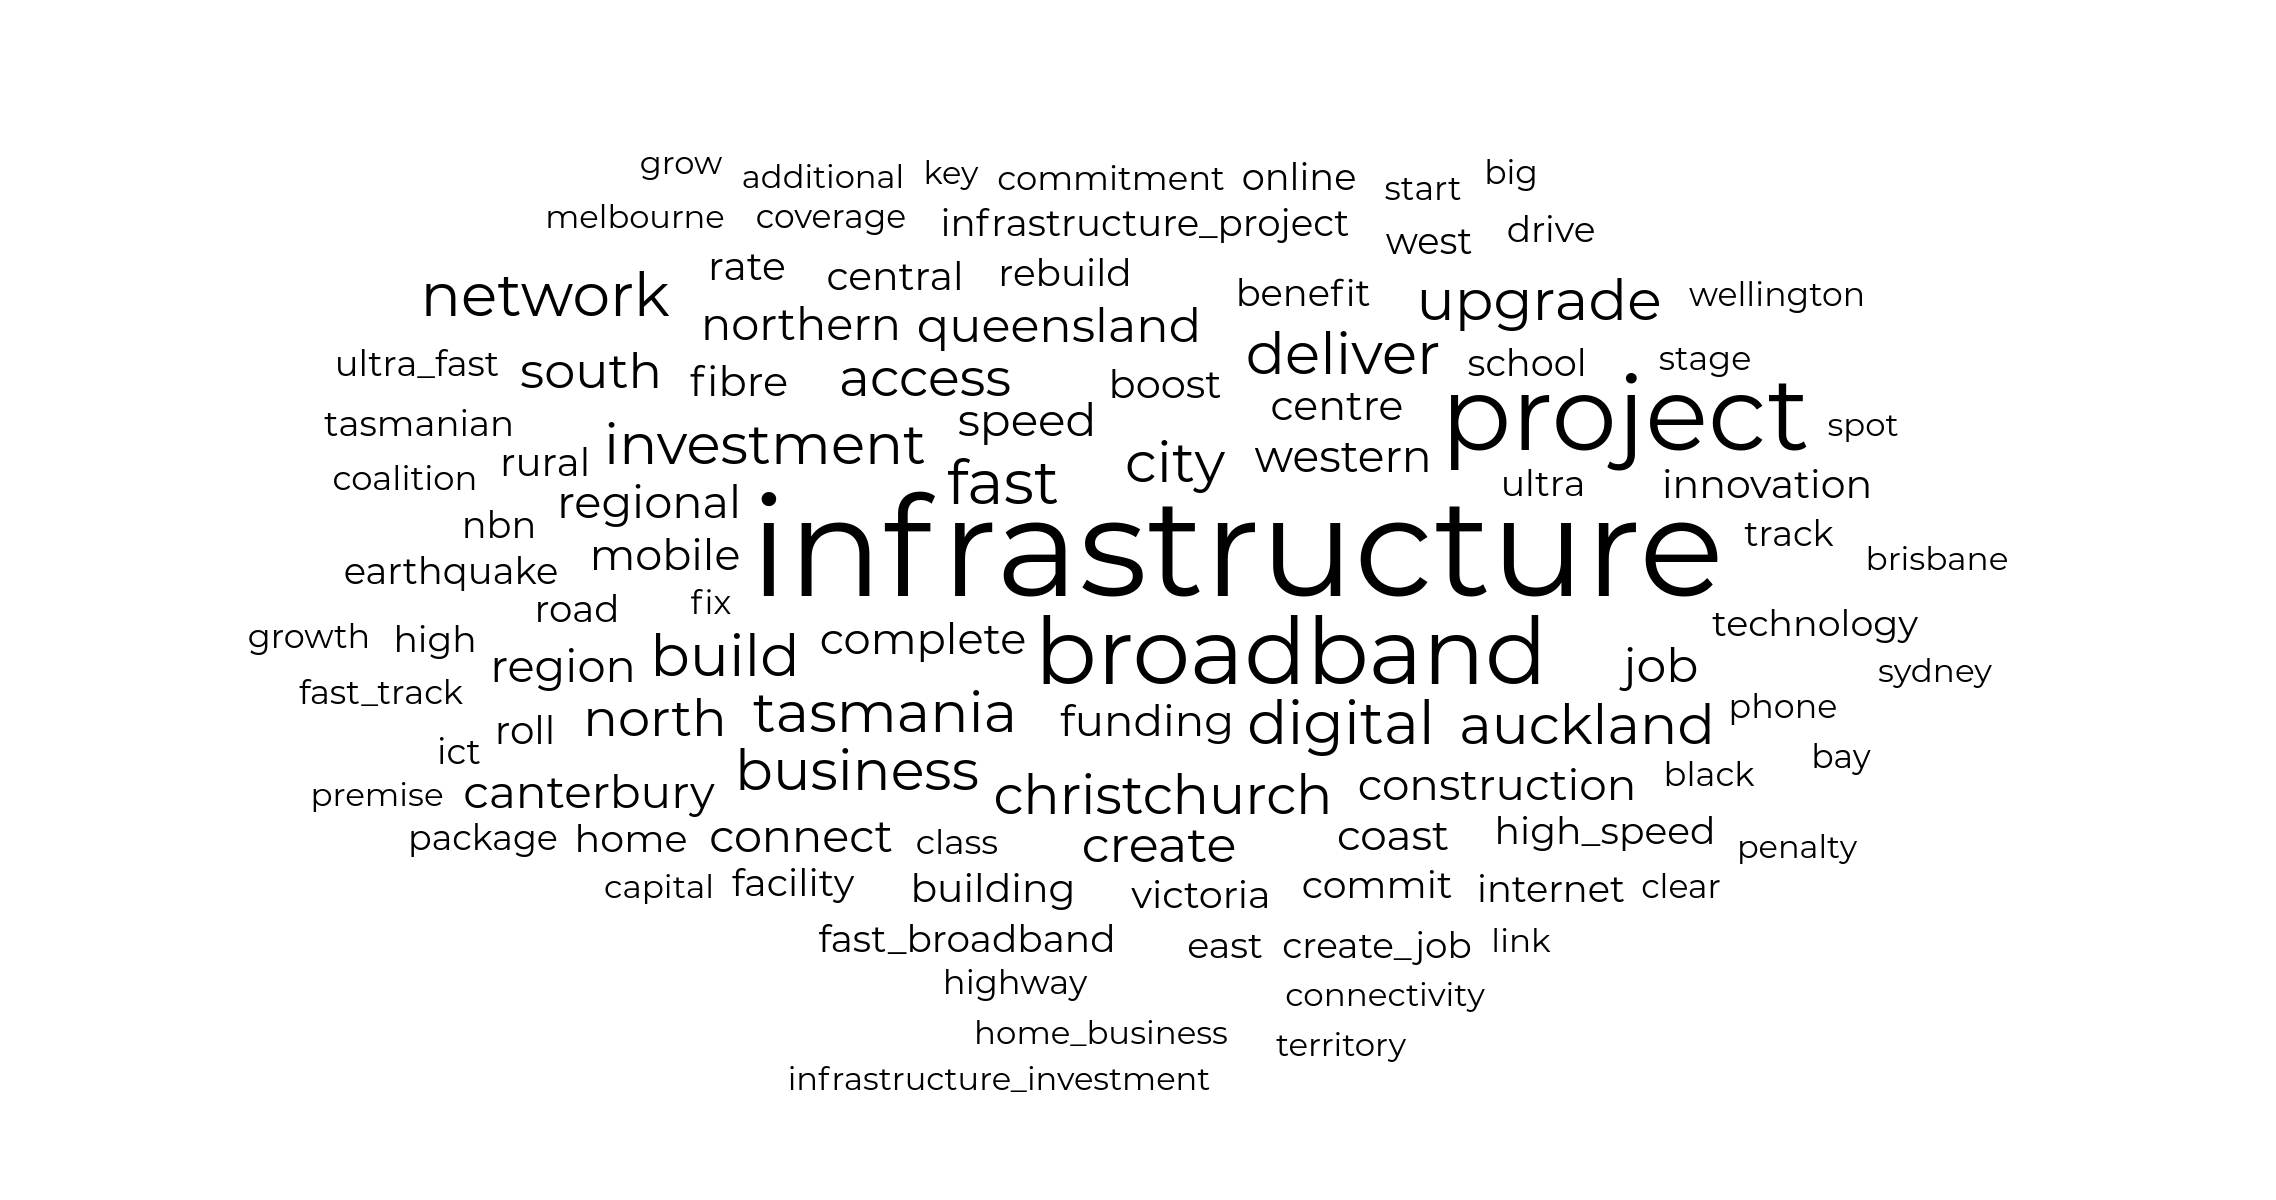 grow additional key commitment online start big
melbourne coverage infrastructure_project west drive
network rate central rebuild benefit upgrade wellington
northern queensland deliver school stage
ultra_fast south fibre access boost centre project spot
tasmanian investment speed city western
coalition rural fast ultra innovation
regional infrastructure track brisbane
nbn mobile
earthquake road fix
growth high region build complete broadband job technology sydney
fast_track north tasmania funding digital auckland phone
ict roll business bay
premise canterbury christchurch construction black
package home connect class create coast high_speed penalty
capital facility building victoria commit internet clear
fast_broadband east create_job link
highway connectivity
home_business territory
infrastructure_investment